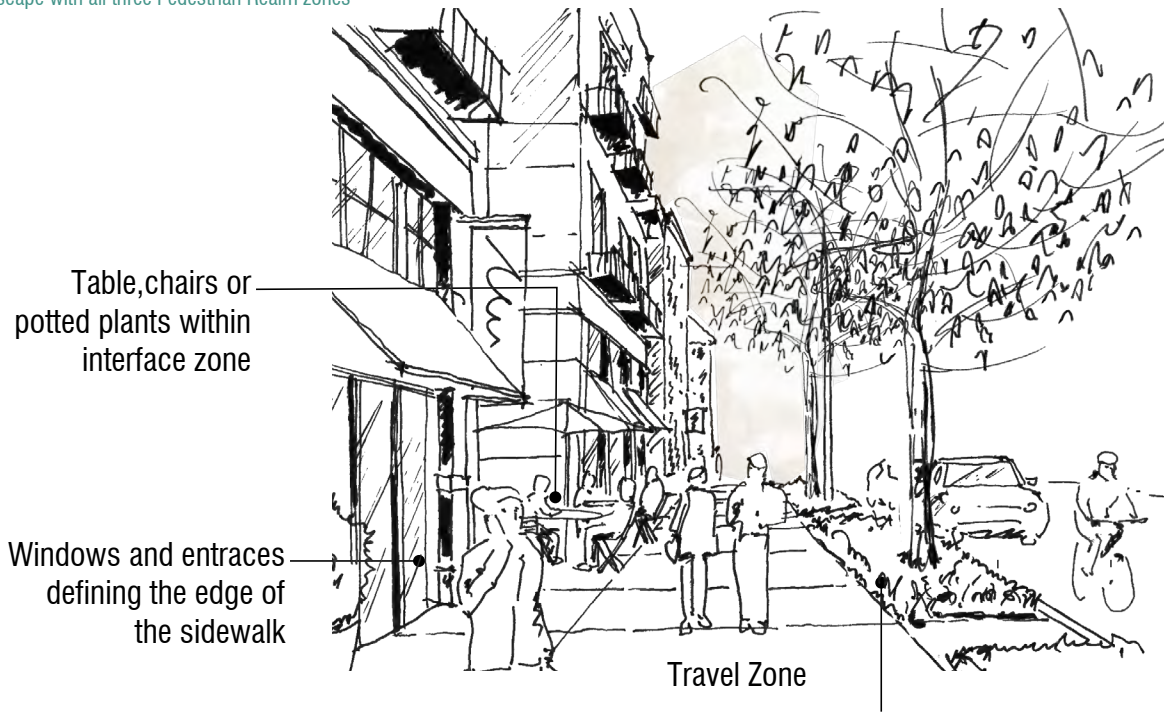 scape with all three Pedestrian Realm zones
Table,chairs or
potted plants within
interface zone
Windows and entraces
defining the edge of
the sidewalk
Travel Zone